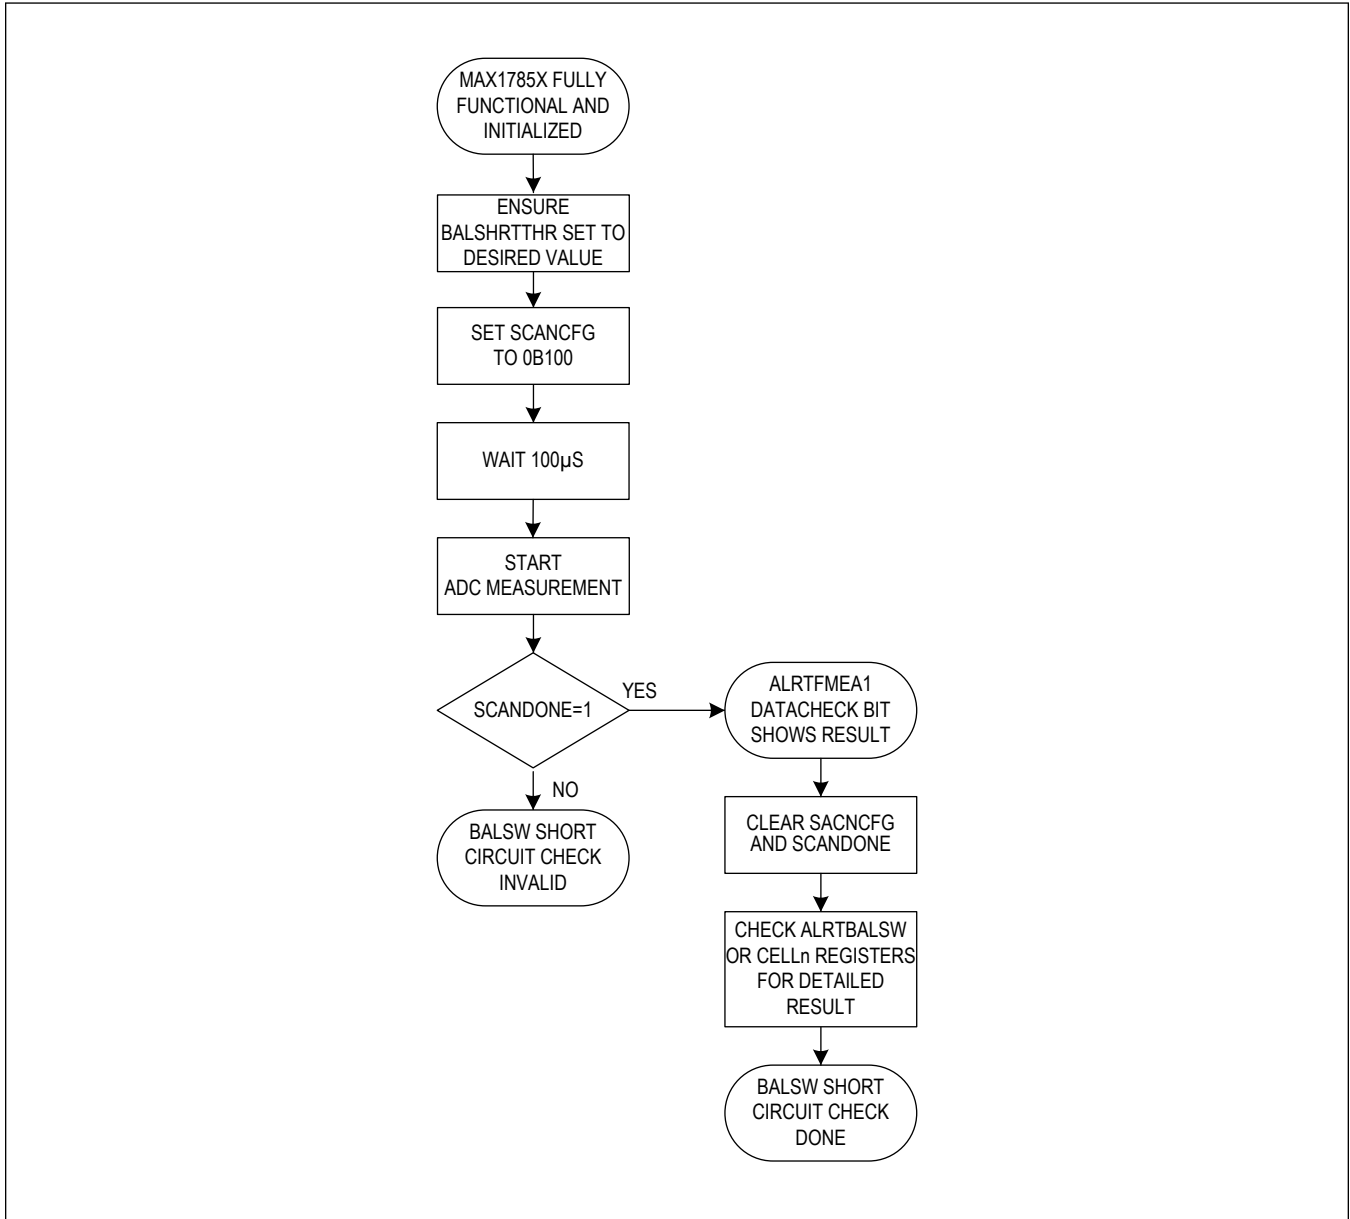 MAX1785X FULLY
FUNCTIONAL AND
INITIALIZED
ENSURE
BALSHRTTHR SET TO
DESIRED VALUE
SET SCANCFG
TO 0B100
WAIT 100µS
START
ADC MEASUREMENT
SCANDONE=1
YES
NO
BALSW SHORT
CIRCUIT CHECK
INVALID
ALRTFMEA1
DATACHECK BIT
SHOWS RESULT
CLEAR SACNCFG
AND SCANDONE
CHECK ALRTBALSW
OR CELLn REGISTERS
FOR DETAILED
RESULT
BALSW SHORT
CIRCUIT CHECK
DONE